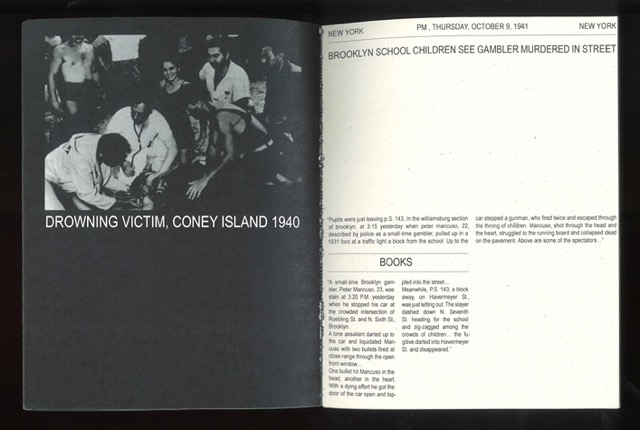 DROWNING VICTIM, CONEY ISLAND 1940
NEW YORK
PM , THURSDAY, OCTOBER 9, 1941
NEW YORK
BROOKLYN SCHOOL CHILDREN SEE GAMBLER MURDERED IN STREET
"Pupils were just leaving p.S. 143, in the williamsburg section
of brooklyn, at 3:15 yesterday when peter mancuso, 22,
described by police as a small-time gambler, pulled up in a
1931 ford at a traffic light a block from the school. Up to the
car stepped a gunman, who fired twice and escaped through
the throng of children. Mancuso, shot through the head and
the heart, struggled to the running board and collapsed dead
on the pavement. Above are some of the spectators..."
BOOKS
"A small-time Brooklyn gam-
bler, Peter Mancuso, 23, was
slain at 3:20 P.M. yesterday
when he stopped his car at
the crowded intersection of
Roebling St. and N. Sixth St.,
Brooklyn.
A lone assailant darted up to
the car and liquidated Man-
cuso with two bullets fired at
close range through the open
front window...
One bullet hit Mancuso in the
head, another in the heart.
With a dying effort he got the
door of the car open and top-
pled into the street...
Meanwhile, P.S. 143, a block
away, on Havermeyer St.,
was just letting out. The slayer
dashed down N. Seventh
St. heading for the school
and zig-zagged among the
crowds of children... the fu-
gitive darted into Havermeyer
St. and disappeared."